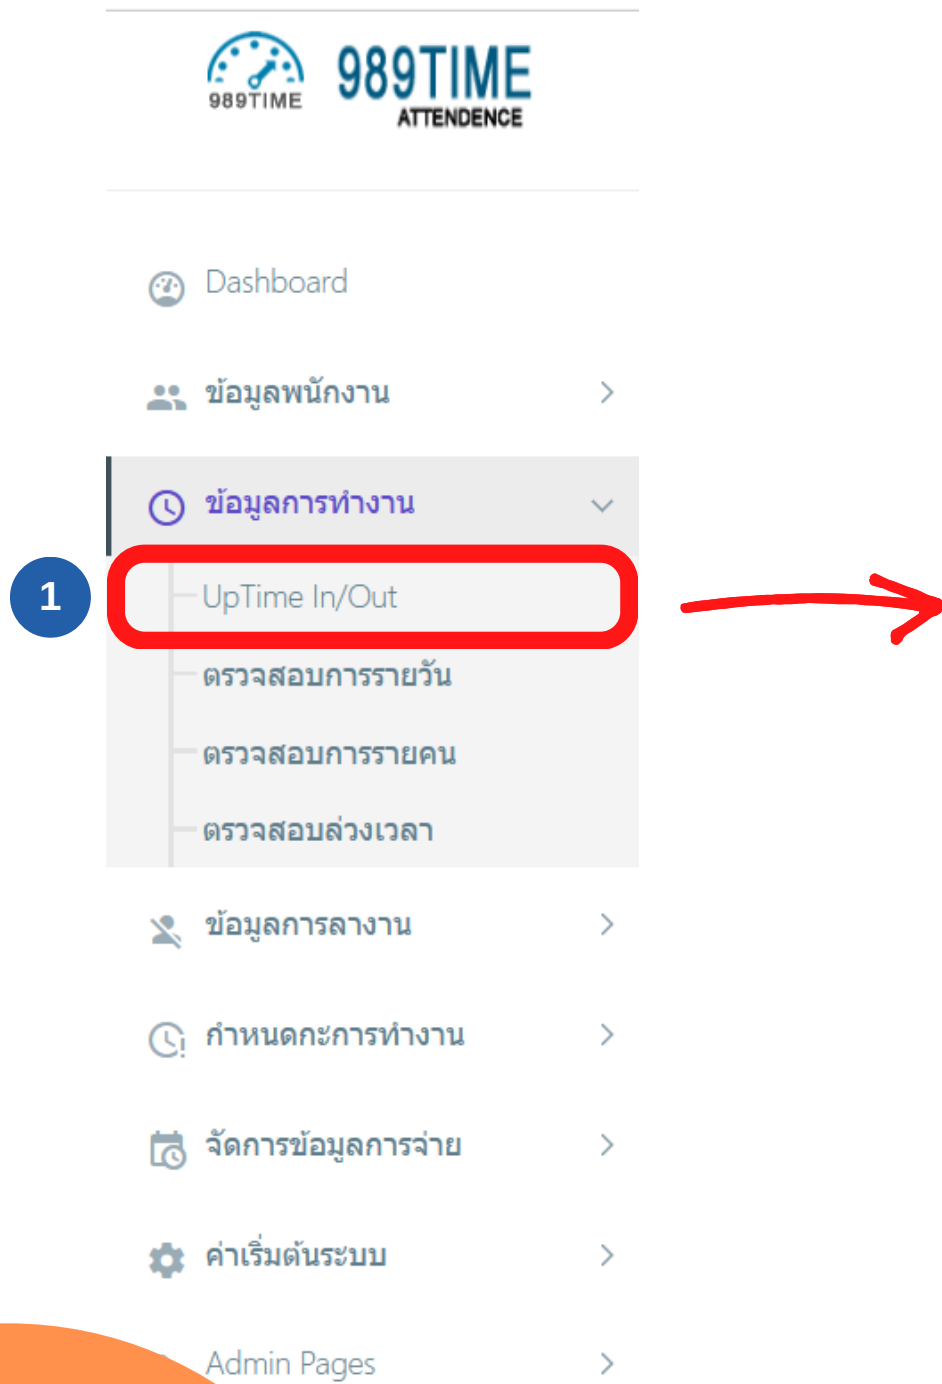 989TIME
989TIME
ATTENDENCE
Dashboard
ข้อมูลพนักงาน
ข้อมูลการทำงาน
1
UpTime In/Out
ตรวจสอบการรายวัน
ตรวจสอบการรายคน
ตรวจสอบล่วงเวลา
ข้อมูลการลางาน
กำหนดกะการทำงาน
จัดการข้อมูลการจ่าย
ค่าเริ่มต้นระบบ
Admin Pages